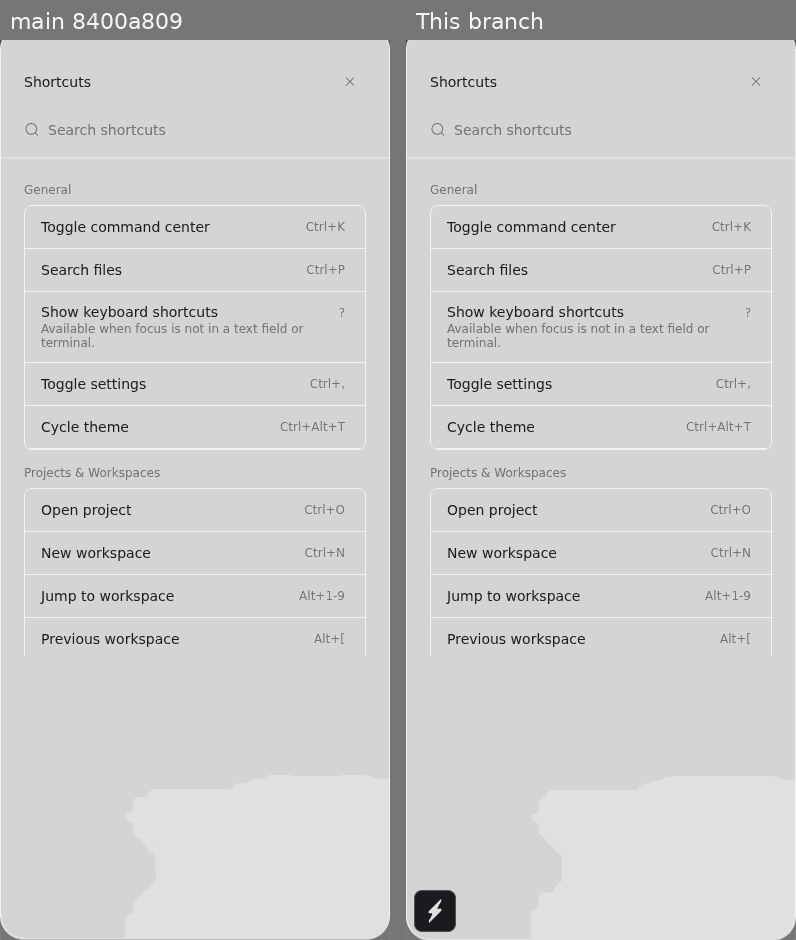 main 8400a809
Shortcuts
Search shortcuts
General
Toggle command center Ctrl+K
Search files Ctrl+P
Show keyboard shortcuts ?
Available when focus is not in a text field or
terminal.
Toggle settings Ctrl+,
Cycle theme Ctrl+Alt+T
Projects & Workspaces
Open project Ctrl+O
New workspace Ctrl+N
Jump to workspace Alt+1-9
Previous workspace Alt+[
This branch
Shortcuts
Search shortcuts
General
Toggle command center Ctrl+K
Search files Ctrl+P
Show keyboard shortcuts ?
Available when focus is not in a text field or
terminal.
Toggle settings Ctrl+,
Cycle theme Ctrl+Alt+T
Projects & Workspaces
Open project Ctrl+O
New workspace Ctrl+N
Jump to workspace Alt+1-9
Previous workspace Alt+[